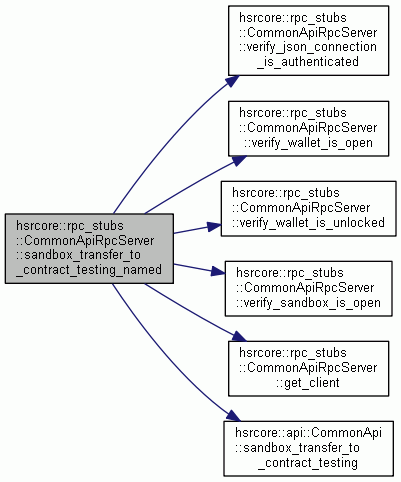 hsrcore::rpc_stubs
::CommonApiRpcServer
::verify_json_connection
_is_authenticated
hsrcore::rpc_stubs
::CommonApiRpcServer
::verify_wallet_is_open
hsrcore::rpc_stubs
::CommonApiRpcServer
::verify_wallet_is_unlocked
hsrcore::rpc_stubs
::CommonApiRpcServer
::sandbox_transfer_to
_contract_testing_named
hsrcore::rpc_stubs
::CommonApiRpcServer
::verify_sandbox_is_open
hsrcore::rpc_stubs
::CommonApiRpcServer
::get_client
hsrcore::api::CommonApi
::sandbox_transfer_to
_contract_testing